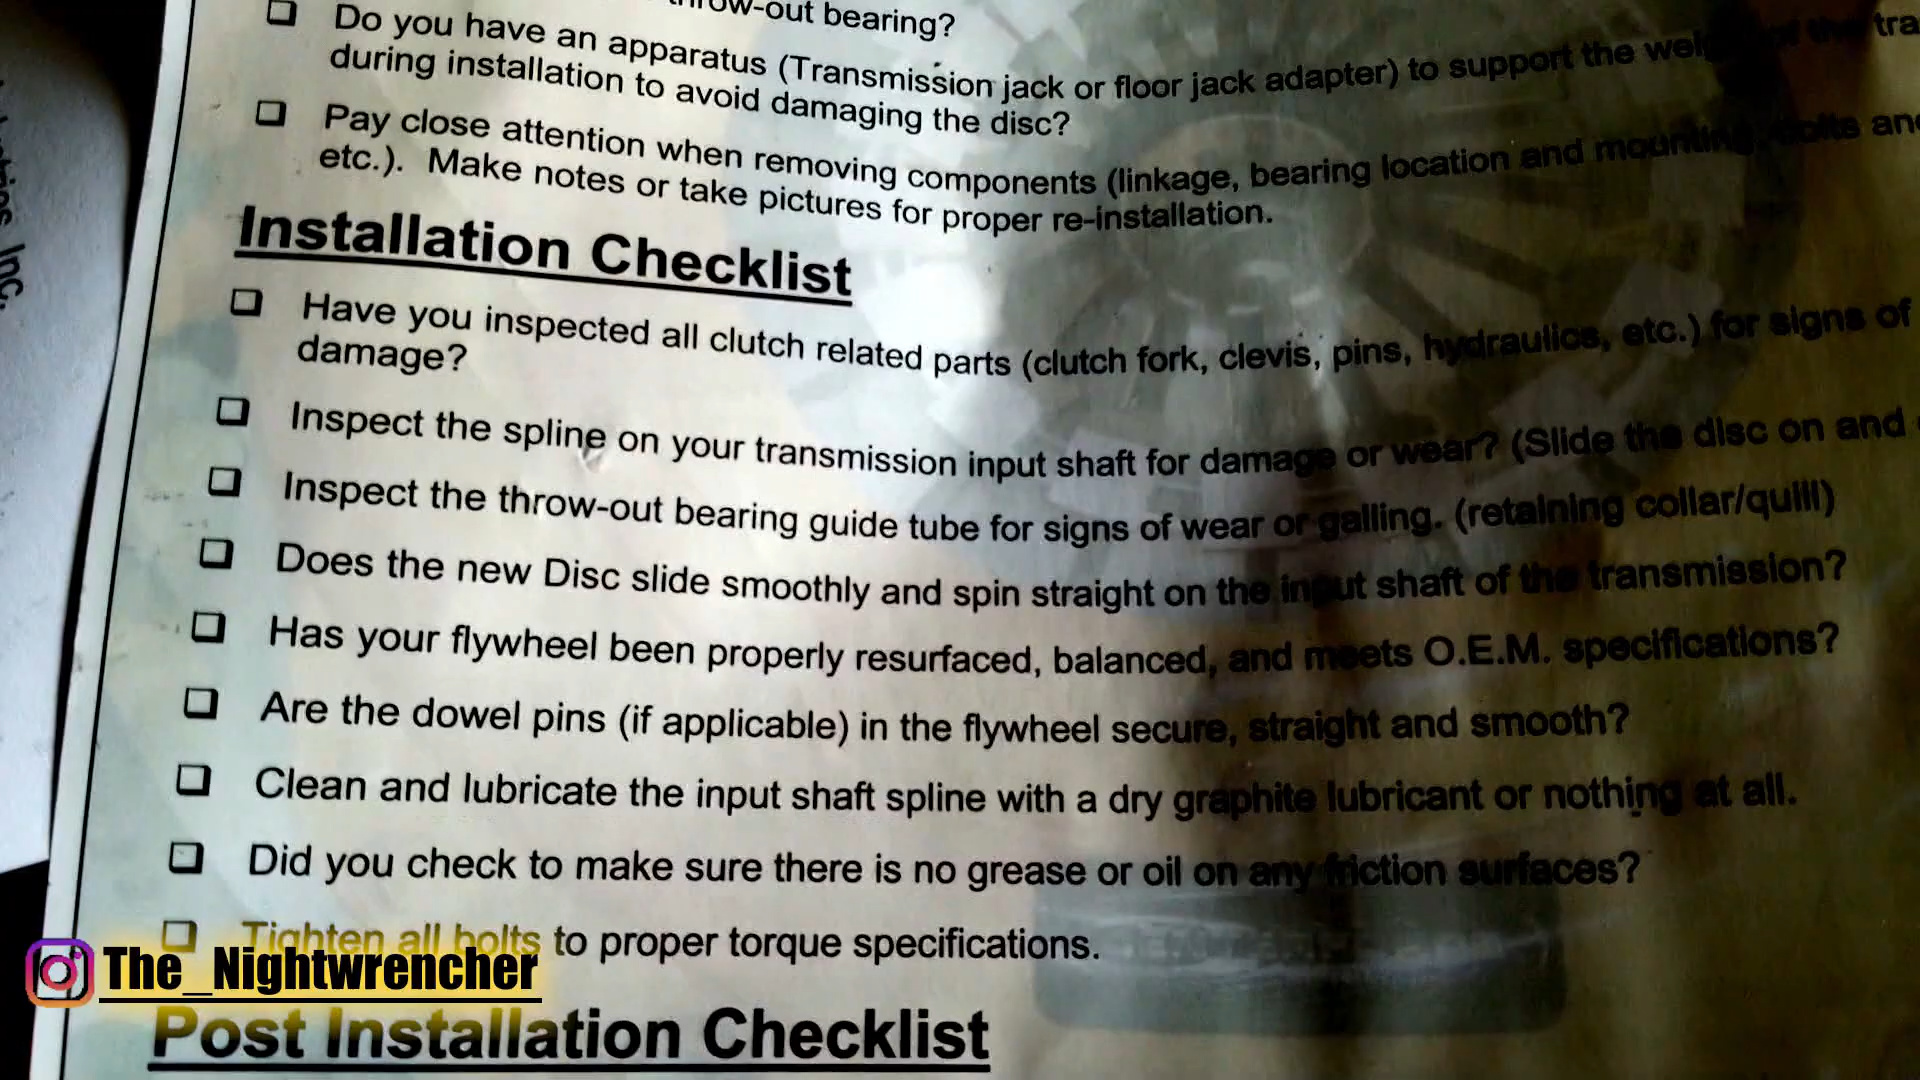 throw-out bearing?
Do you have an apparatus (Transmission jack or floor jack adapter) to support the
during installation to avoid damaging the disc?
Pay close attention when removing components (linkage, bearing location and mounting, bolts and
etc.). Make notes or take pictures for proper re-installation.
Installation Checklist
Have you inspected all clutch related parts (clutch fork, clevis, pins, hydraulics, etc.) for signs of
damage?
Inspect the spline on your transmission input shaft for damage or wear? (Slide the disc on and
Inspect the throw-out bearing guide tube for signs of wear or galling. (retaining collar/quill)
Does the new Disc slide smoothly and spin straight on the input shaft of the transmission?
Has your flywheel been properly resurfaced, balanced, and meets O.E.M. specifications?
Are the dowel pins (if applicable) in the flywheel secure, straight and smooth?
Clean and lubricate the input shaft spline with a dry graphite lubricant or nothing at all.
Did you check to make sure there is no grease or oil on any friction surfaces?
Tighten all bolts to proper torque specifications.
The_Nightwrencher
Post Installation Checklist
Inc.